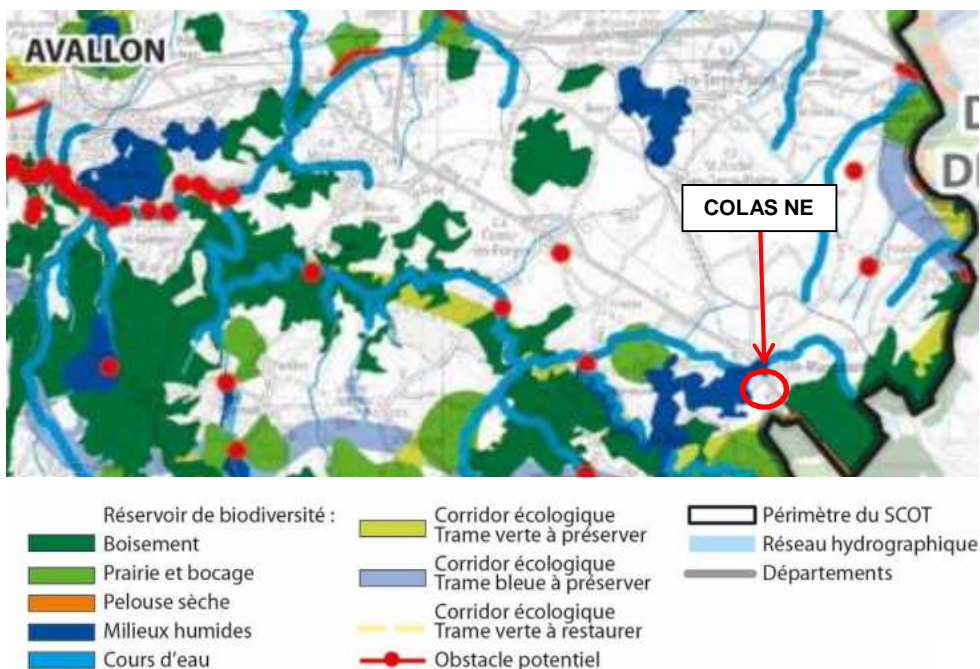 AVALLON
COLAS NE
D
D
Réservoir de biodiversité :
Boisement
Prairie et bocage
Pelouse sèche
Milieux humides
Cours d'eau
Corridor écologique
Trame verte à préserver
Corridor écologique
Trame bleue à préserver
Corridor écologique
Trame verte à restaurer
Obstacle potentiel
Périmètre du SCOT
Réseau hydrographique
Départements